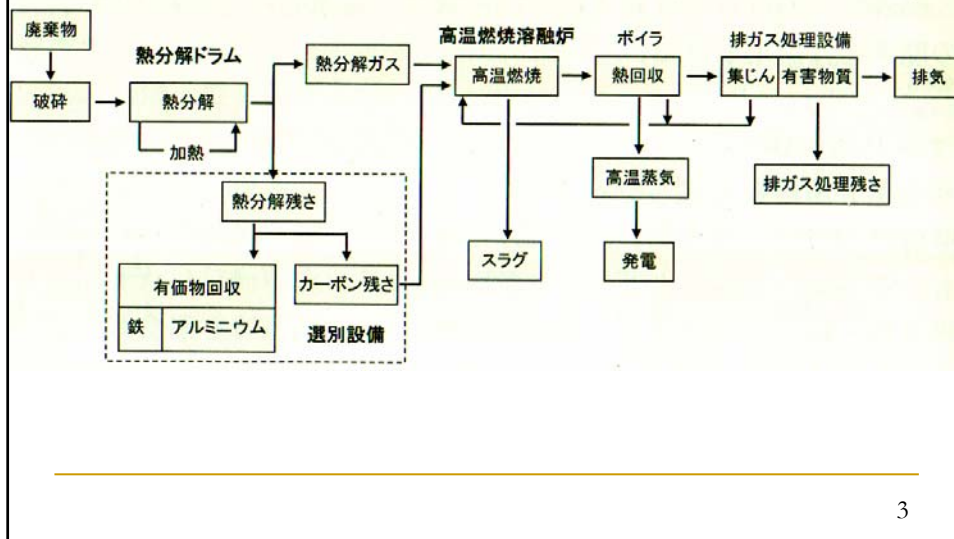 廃棄物
破砕
熱分解ドラム
熱分解
加熱
熱分解ガス
高温燃焼溶融炉
高温燃焼
ボイラ
熱回収
排ガス処理設備
集じん
有害物質
排気
熱分解残さ
高温蒸気
排ガス処理残さ
有価物回収
鉄
アルミニウム
カーボン残さ
選別設備
スラグ
発電
3